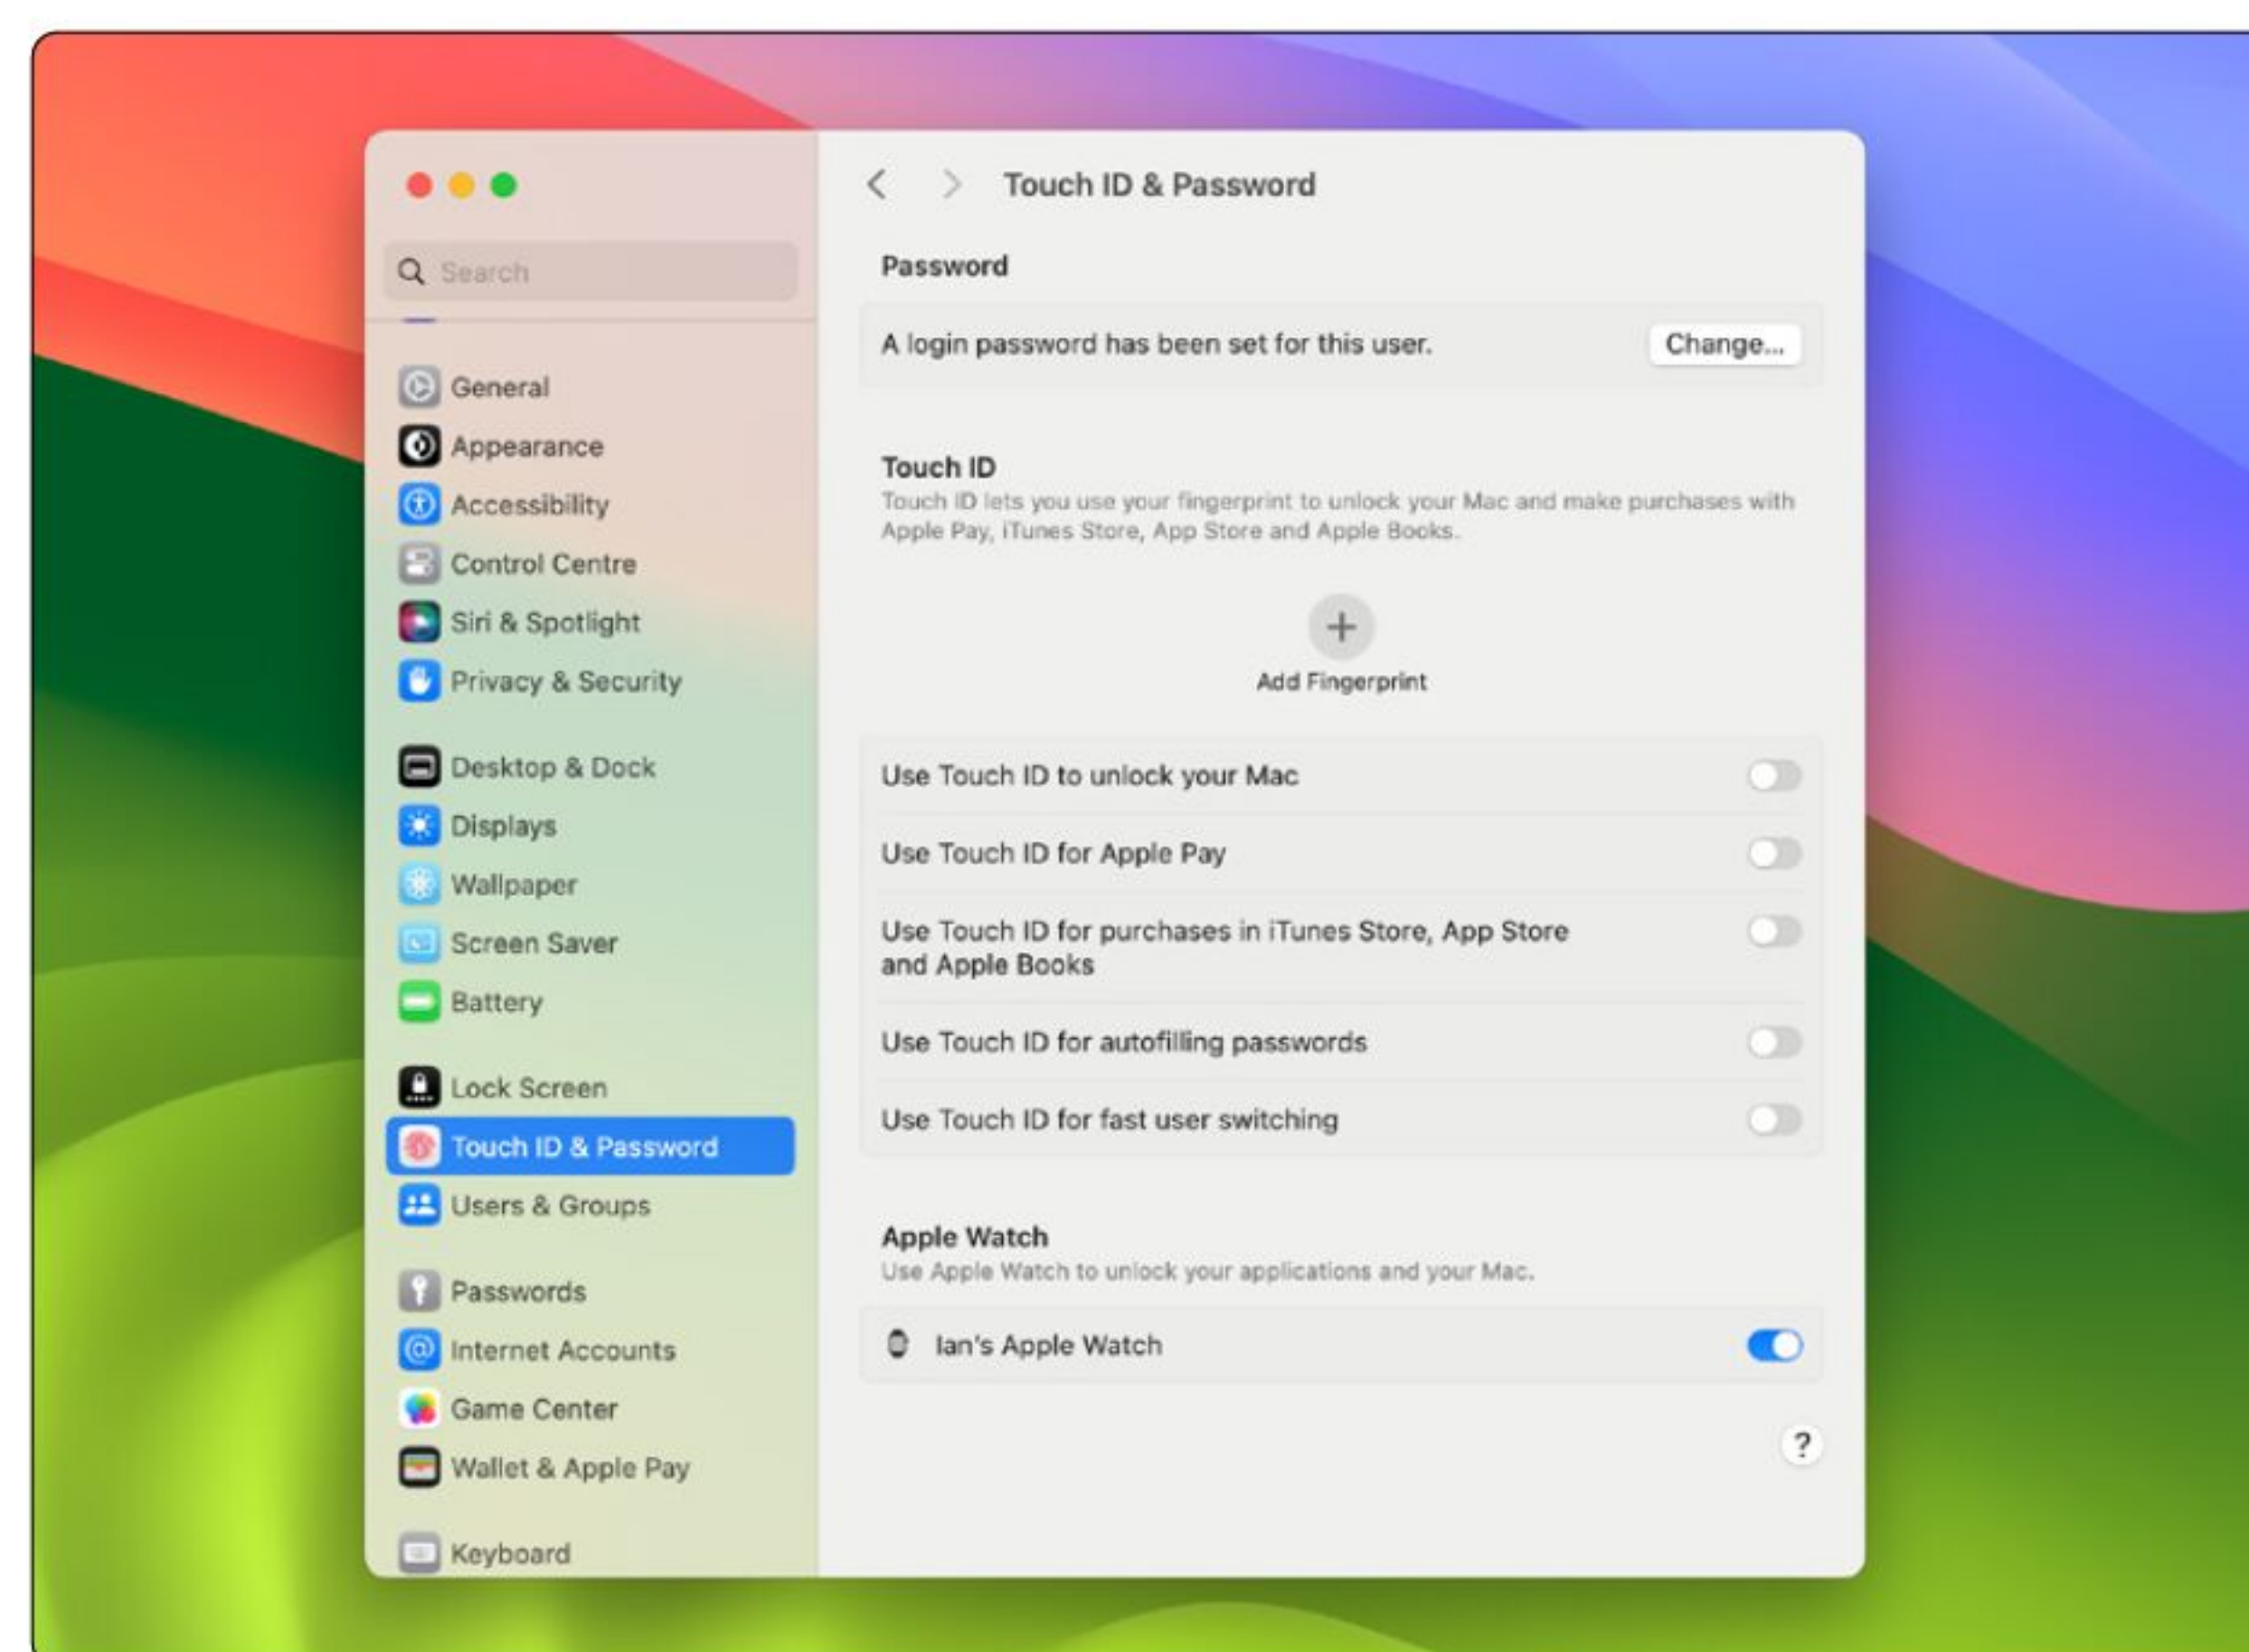 Search
General
Appearance
Accessibility
Control Centre
Siri & Spotlight
Privacy & Security
Desktop & Dock
Displays
Wallpaper
Screen Saver
Battery
Lock Screen
Touch ID & Password
Users & Groups
Passwords
Internet Accounts
Game Center
Wallet & Apple Pay
Keyboard
Touch ID & Password
Password
A login password has been set for this user.
Change...
Touch ID
Touch ID lets you use your fingerprint to unlock your Mac and make purchases with
Apple Pay, iTunes Store, App Store and Apple Books.
Add Fingerprint
Use Touch ID to unlock your Mac
Use Touch ID for Apple Pay
Use Touch ID for purchases in iTunes Store, App Store
and Apple Books
Use Touch ID for autofilling passwords
Use Touch ID for fast user switching
Apple Watch
Use Apple Watch to unlock your applications and your Mac.
Ian's Apple Watch
?